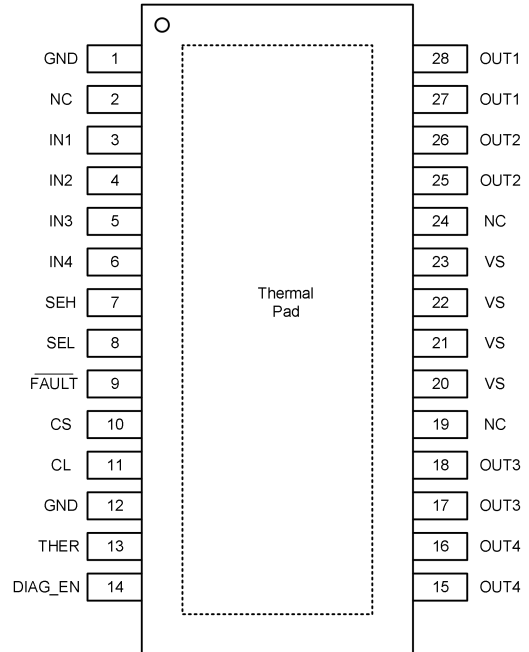 GND 1 28 OUT1
NC 2 27 OUT1
IN1 3 26 OUT2
IN2 4 25 OUT2
IN3 5 24 NC
IN4 6 23 VS
SEH 7 22 VS
Thermal
Pad
SEL 8 21 VS
FAULT 9 20 VS
CS 10 19 NC
CL 11 18 OUT3
GND 12 17 OUT3
THER 13 16 OUT4
DIAG_EN 14 15 OUT4